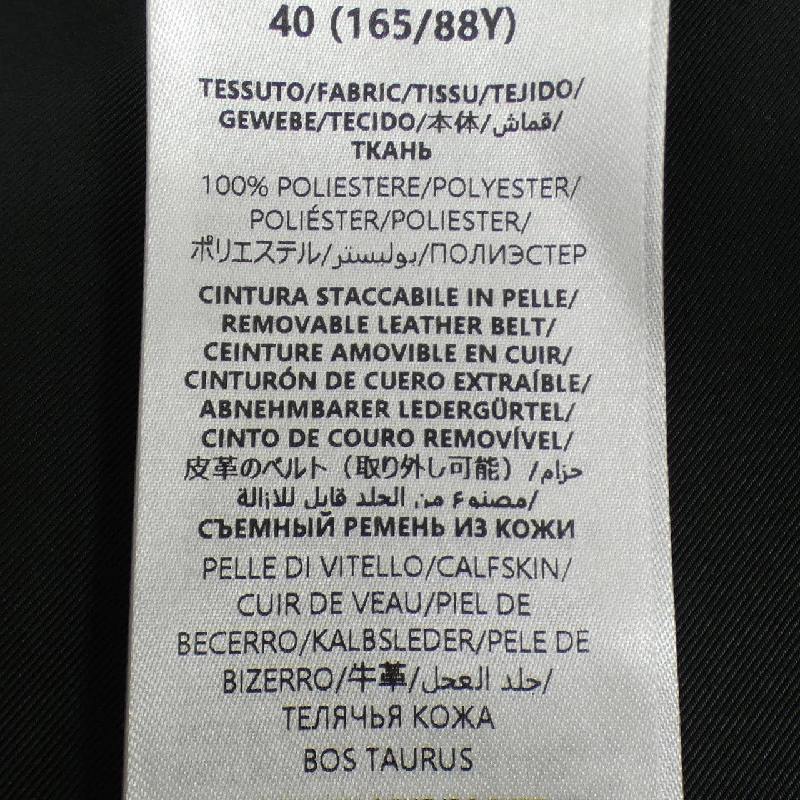 40 (165/88Y)
TESSUTO/FABRIC/TISSU/TEJIDO/
GEWEBE/TECIDO/本体/قماش/
ТКАНЬ
100% POLIESTERE/POLYESTER/
POLIÉSTER/POLIESTER/
ポリエステル/بوليستر/ПОЛИЭСТЕР
CINTURA STACCABILE IN PELLE/
REMOVABLE LEATHER BELT/
CEINTURE AMOVIBLE EN CUIR/
CINTURÓN DE CUERO EXTRAÍBLE/
ABNEHMBARER LEDERGÜRTEL/
CINTO DE COURO REMOVÍVEL/
皮革のベルト（取り外し可能）/حزام
مصنوع من الجلد قابل للازالة/
СЪЕМНЫЙ РЕМЕНЬ ИЗ КОЖИ
PELLE DI VITELLO/CALFSKIN/
CUIR DE VEAU/PIEL DE
BECERRO/KALBSLEDER/PELE DE
BIZERRO/牛革/جلد العجل/
ТЕЛЯЧЬЯ КОЖА
BOS TAURUS